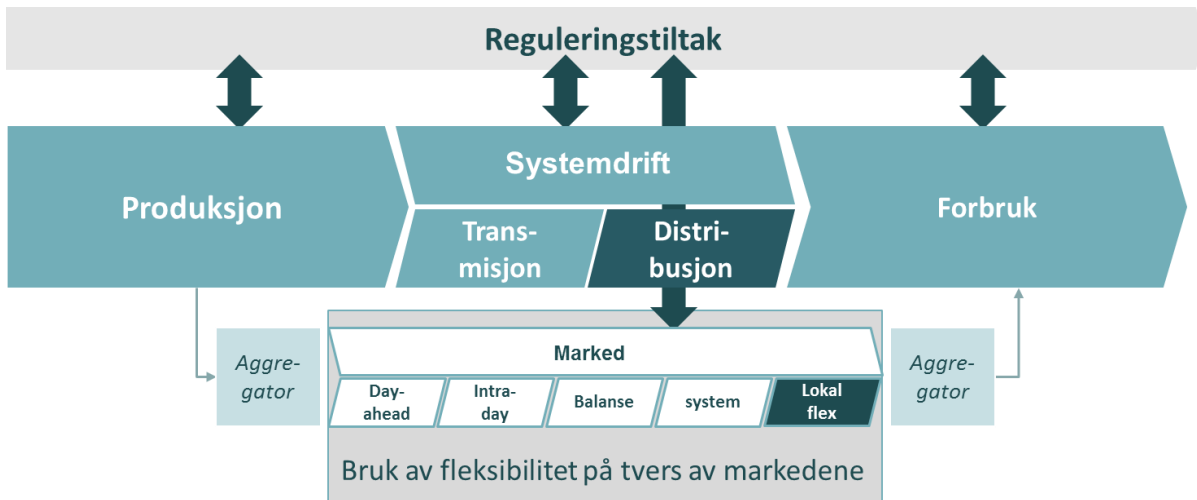 Reguleringstiltak
Produksjon
Systemdrift
Trans-
misjon
Distri-
busjon
Forbruk
Aggre-
gator
Marked
Day-
ahead
Intra-
day
Balanse
system
Lokal
flex
Aggre-
gator
Bruk av fleksibilitet på tvers av markedene